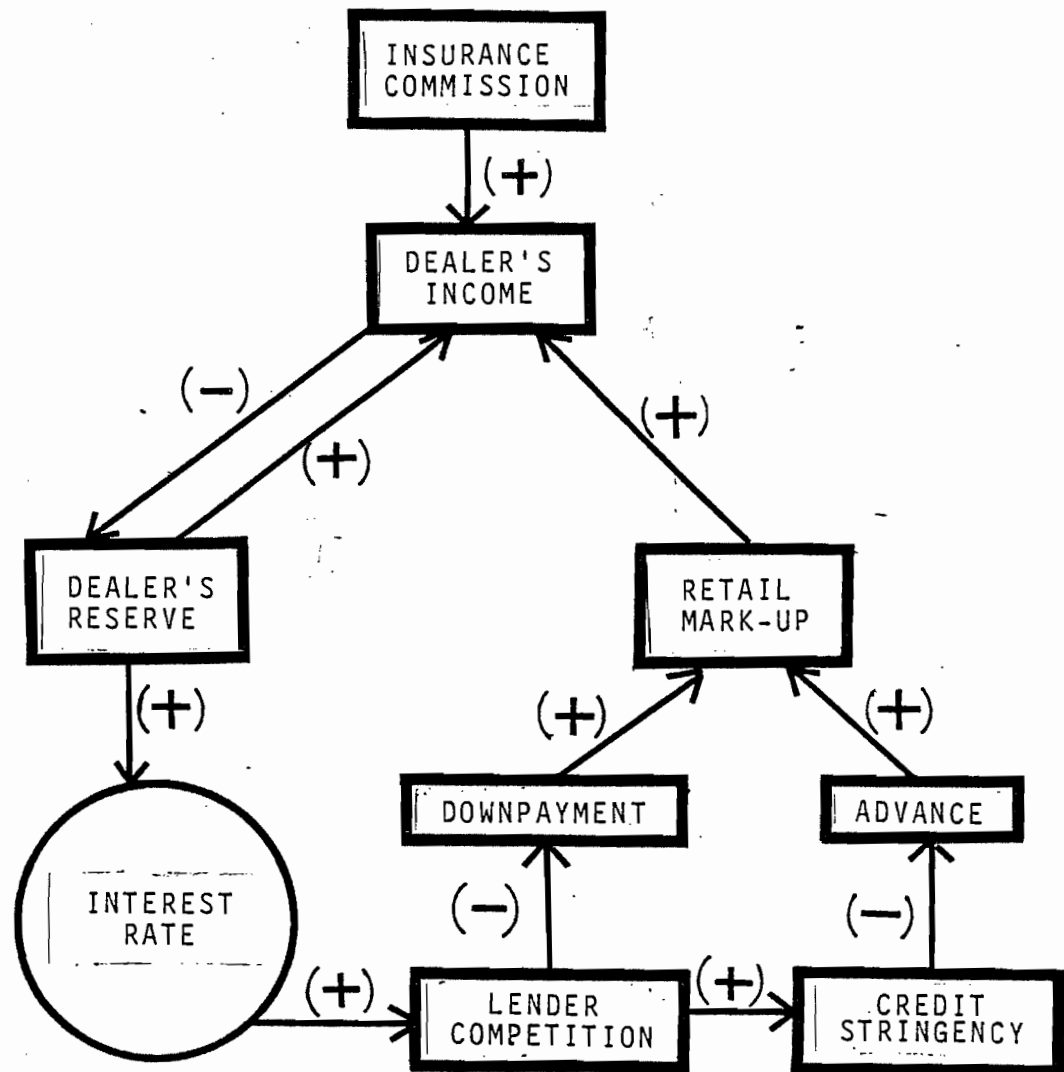 INSURANCE
COMMISSION
(+)
DEALER'S
INCOME
(-)
(+)
(+)
DEALER'S
RESERVE
RETAIL
MARK-UP
(+)
(+)
(+)
DOWNPAYMENT
ADVANCE
INTEREST
RATE
(-)
(-)
(+)
(+)
LENDER
COMPETITION
CREDIT
STRINGENCY